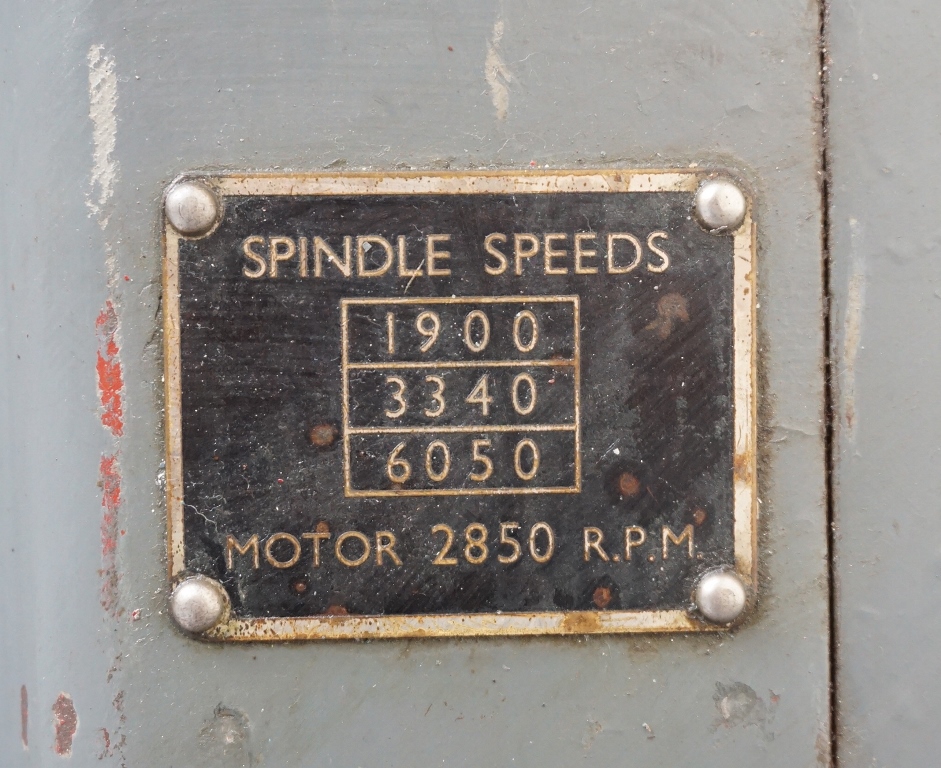 SPINDLE SPEEDS
1900
3340
6050
MOTOR 2850 R.P.M.